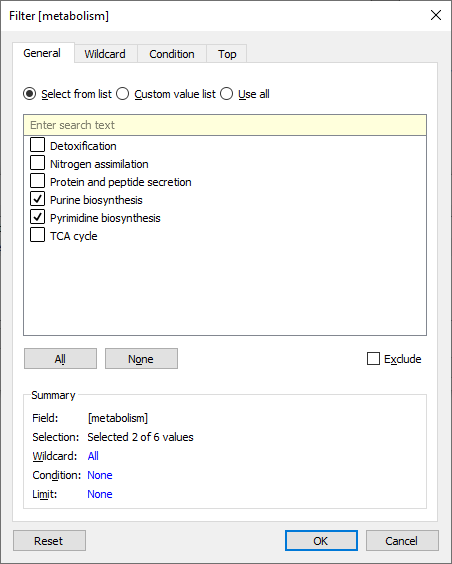 Filter [metabolism]
General Wildcard Condition Top
Select from list Custom value list Use all
Enter search text
Detoxification
Nitrogen assimilation
Protein and peptide secretion
Purine biosynthesis
Pyrimidine biosynthesis
TCA cycle
All None Exclude
Summary
Field: [metabolism]
Selection: Selected 2 of 6 values
Wildcard: All
Condition: None
Limit: None
Reset OK Cancel